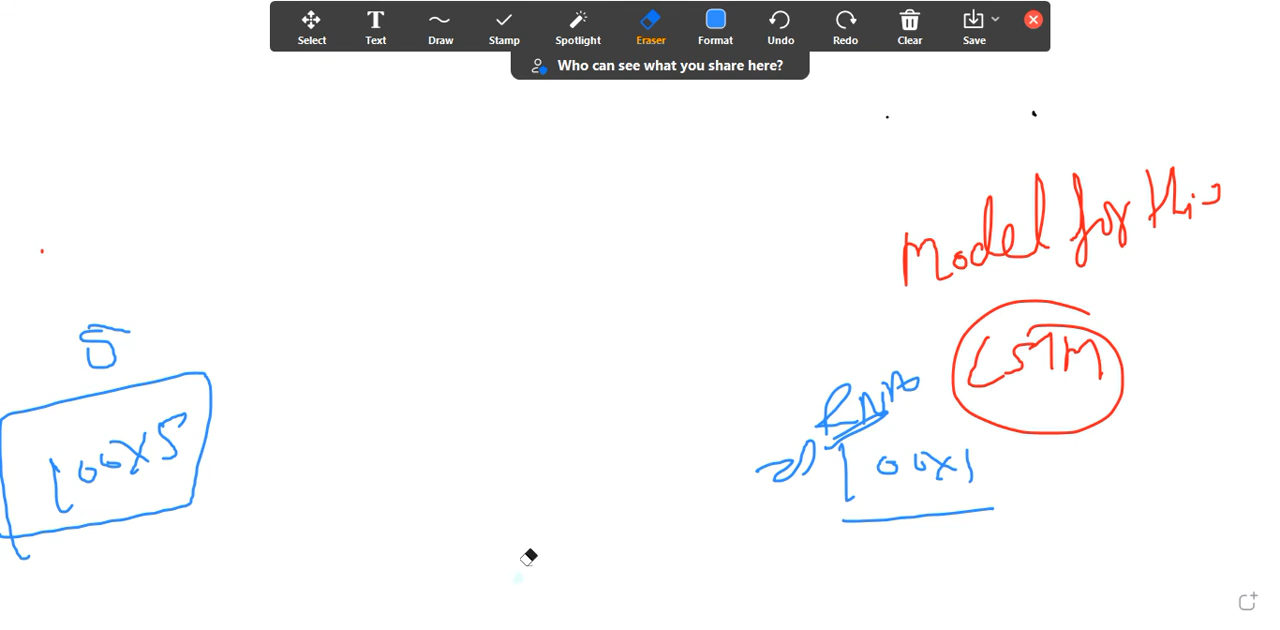 Select Text Draw Stamp Spotlight Eraser Format Undo Redo Clear Save
Who can see what you share here?
Model for this
5
LSTM
RNN
100X5
100X1